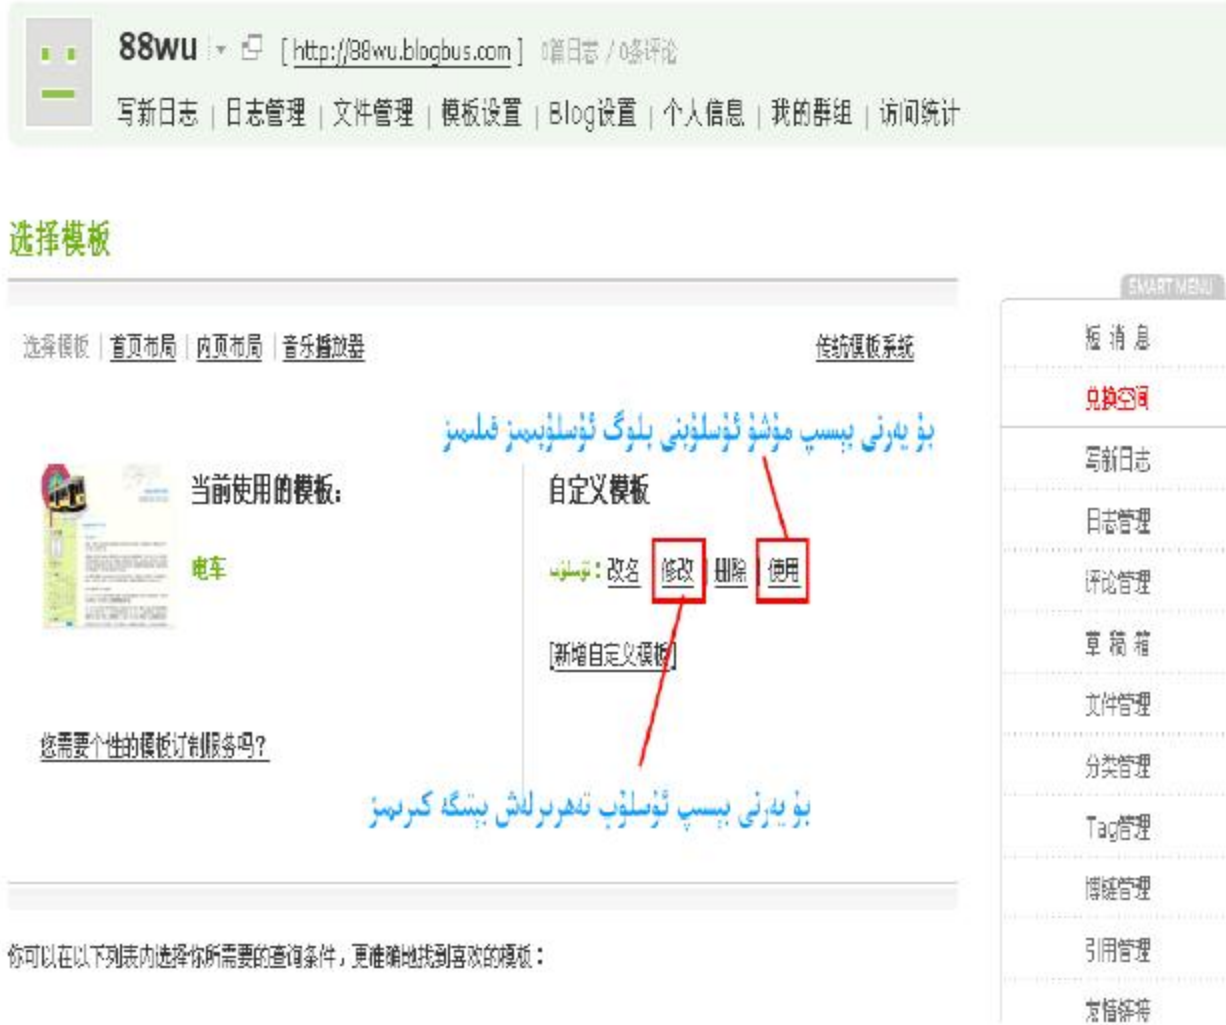 88wu [ http://88wu.blogbus.com ] 0篇日志 / 0条评论
写新日志 | 日志管理 | 文件管理 | 模板设置 | Blog设置 | 个人信息 | 我的群组 | 访问统计
选择模板
选择模板 | 首页布局 | 内页布局 | 音乐播放器
传统模板系统
بۇ يەرنى بېسىپ مۇشۇ ئۇسلۇبنى بلوگ ئۇسلۇبىمىز قىلىمىز
当前使用的模板：
电车
您需要个性的模板订制服务吗？
自定义模板
ئۇسلۇب : 改名 | 修改 | 删除 | 使用
[新增自定义模板]
بۇ يەرنى بېسىپ ئۇسلۇب تەھرىرلەش بېتىگە كىرىمىز
你可以在以下列表内选择你所需要的查询条件，更准确地找到喜欢的模板：
SMART MENU
短 消 息
兑换空间
写新日志
日志管理
评论管理
草 稿 箱
文件管理
分类管理
Tag管理
博链管理
引用管理
友情链接